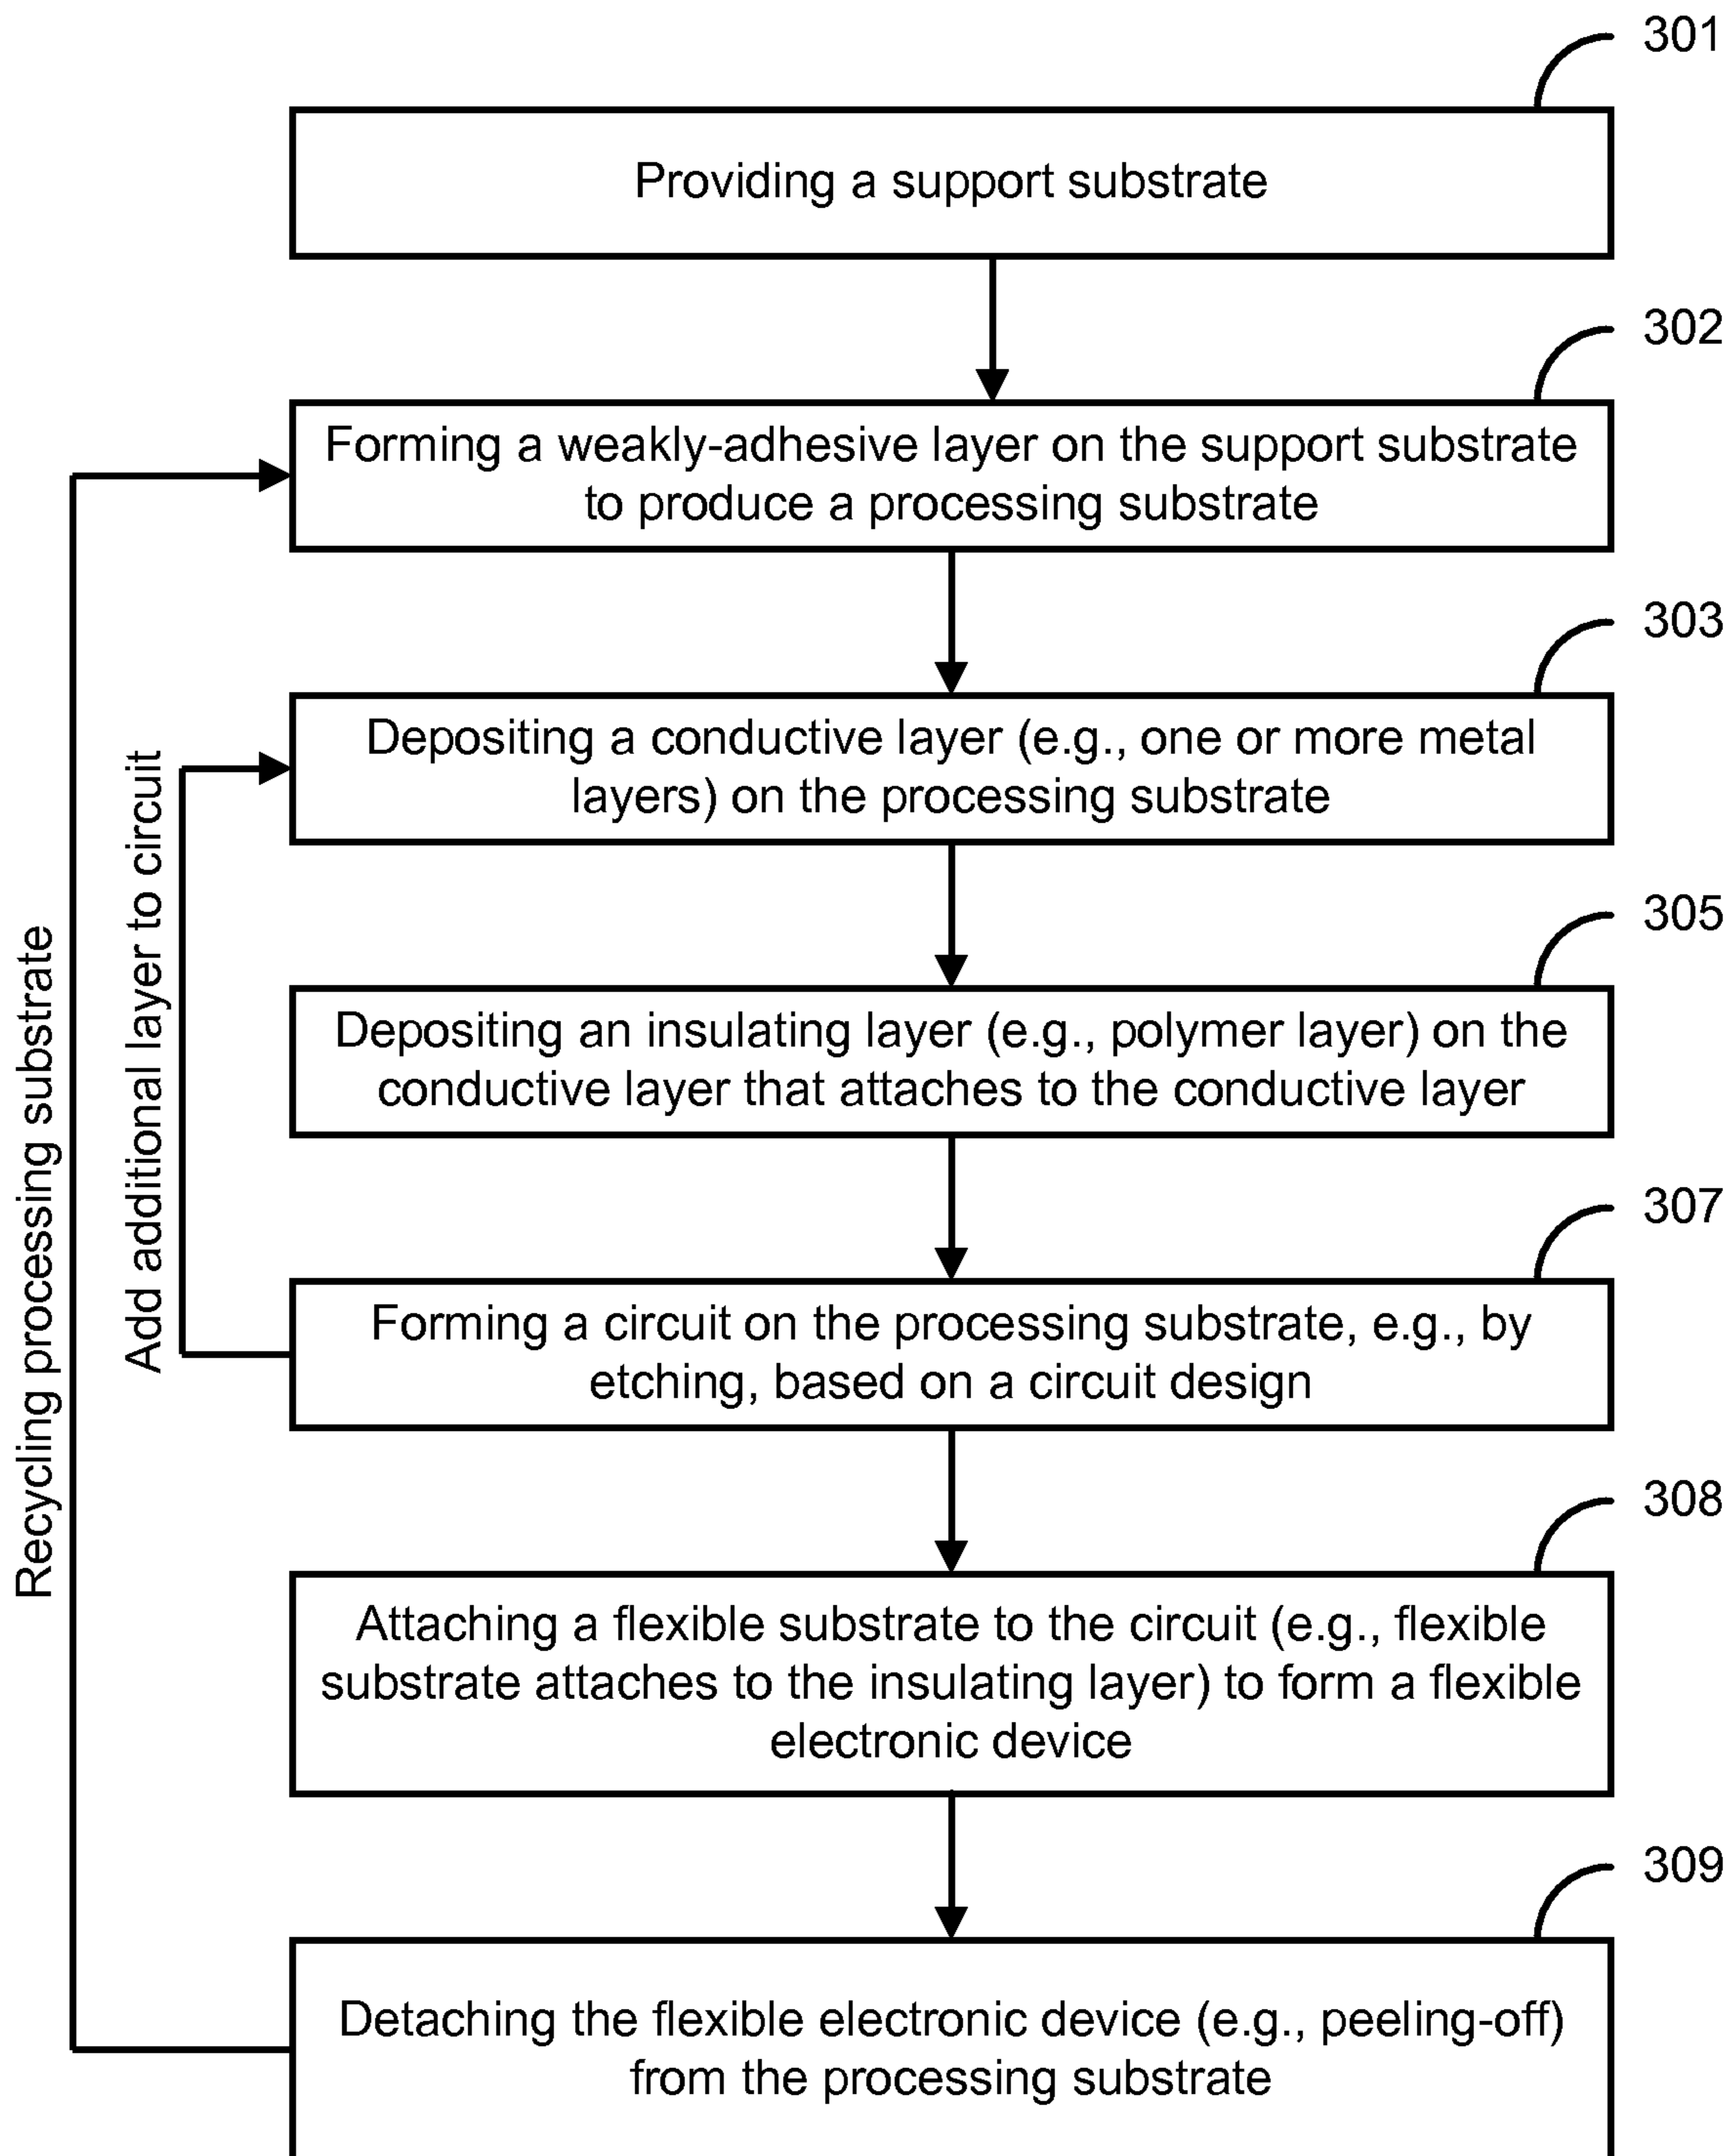 301
Providing a support substrate
302
Forming a weakly-adhesive layer on the support substrate
to produce a processing substrate
303
Depositing a conductive layer (e.g., one or more metal
layers) on the processing substrate
305
Depositing an insulating layer (e.g., polymer layer) on the
conductive layer that attaches to the conductive layer
307
Forming a circuit on the processing substrate, e.g., by
etching, based on a circuit design
308
Attaching a flexible substrate to the circuit (e.g., flexible
substrate attaches to the insulating layer) to form a flexible
electronic device
309
Detaching the flexible electronic device (e.g., peeling-off)
from the processing substrate
Add additional layer to circuit
Recycling processing substrate